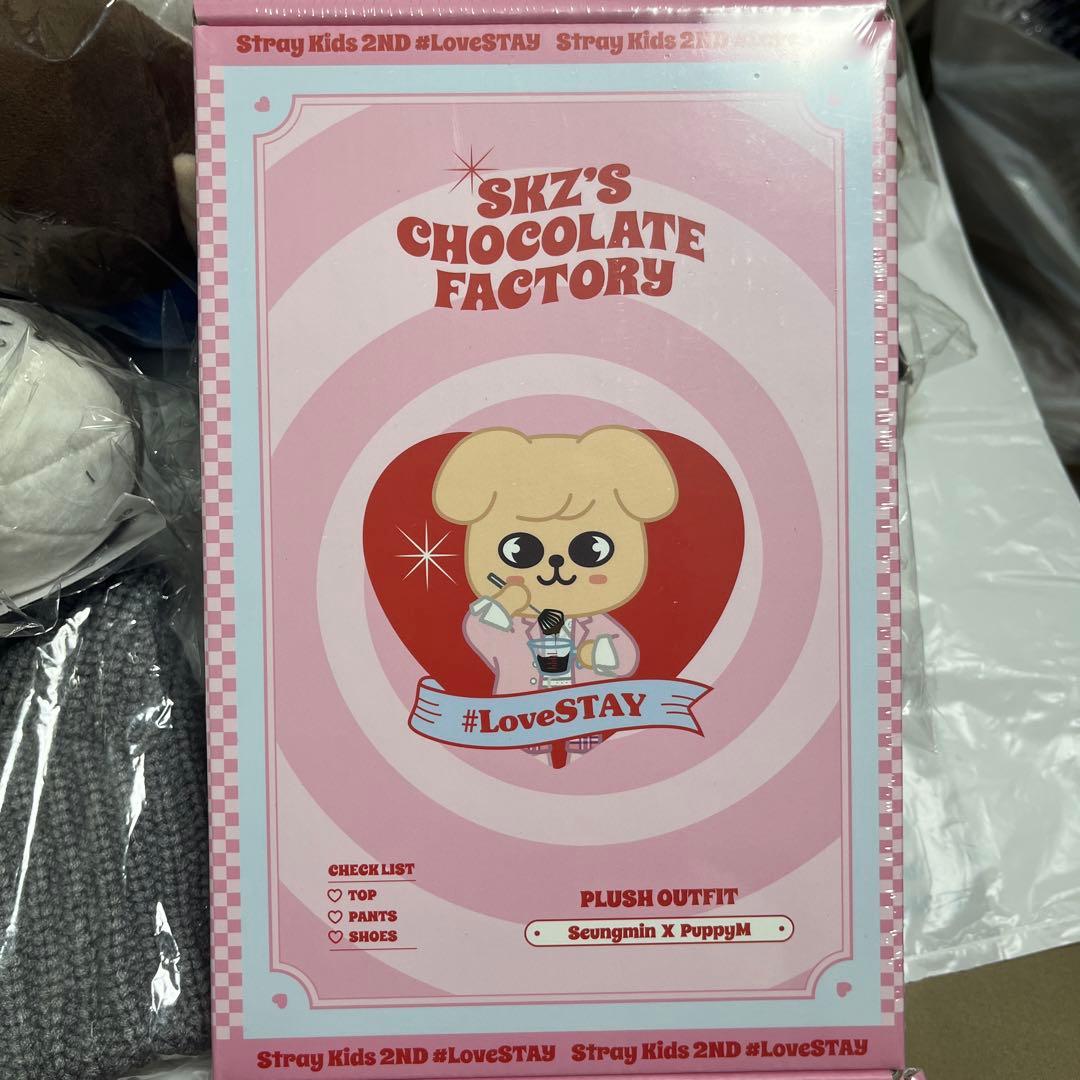 Stray Kids 2ND #LoveSTAY Stray Kids 2ND #Love
SKZ'S
CHOCOLATE
FACTORY
#LoveSTAY
CHECK LIST
TOP
PANTS
SHOES
PLUSH OUTFIT
Seungmin X PuppyM
Stray Kids 2ND #LoveSTAY Stray Kids 2ND #LoveSTAY